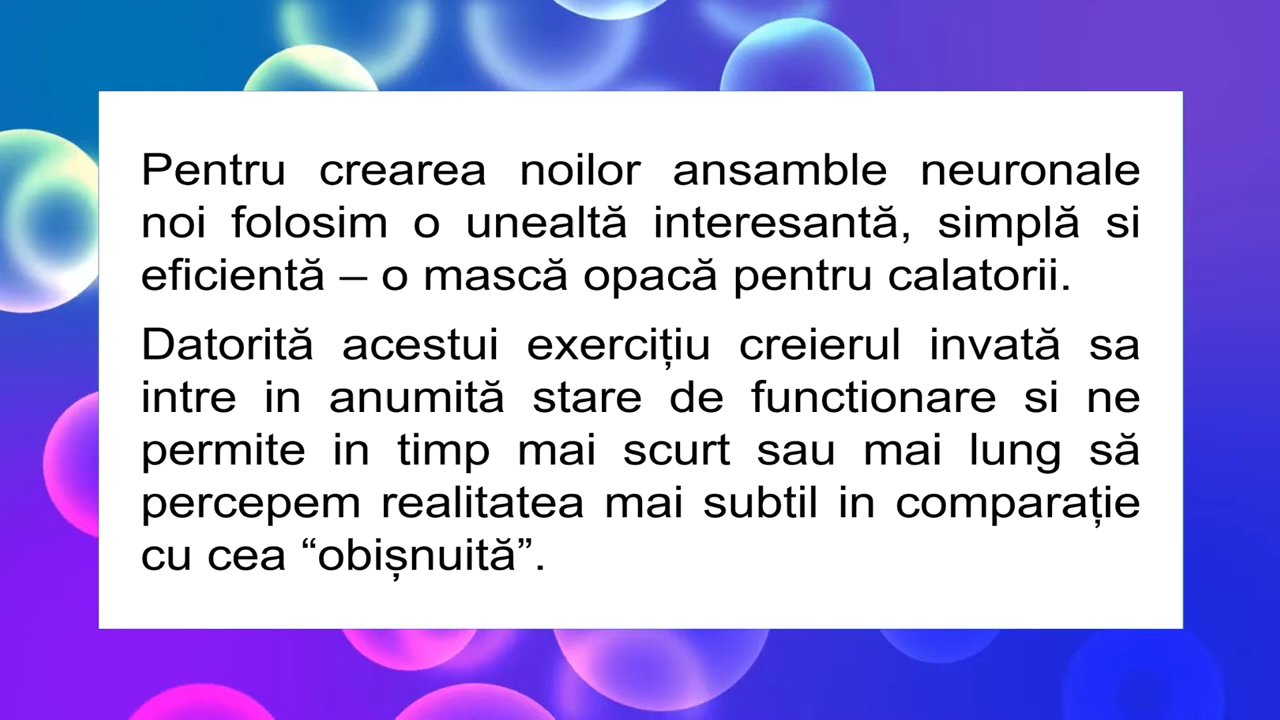 Pentru crearea noilor ansamble neuronale
noi folosim o unealtă interesantă, simplă si
eficientă – o mască opacă pentru calatorii.
Datorită acestui exercițiu creierul invată sa
intre in anumită stare de functionare si ne
permite in timp mai scurt sau mai lung să
percepem realitatea mai subtil in comparație
cu cea “obișnuită”.